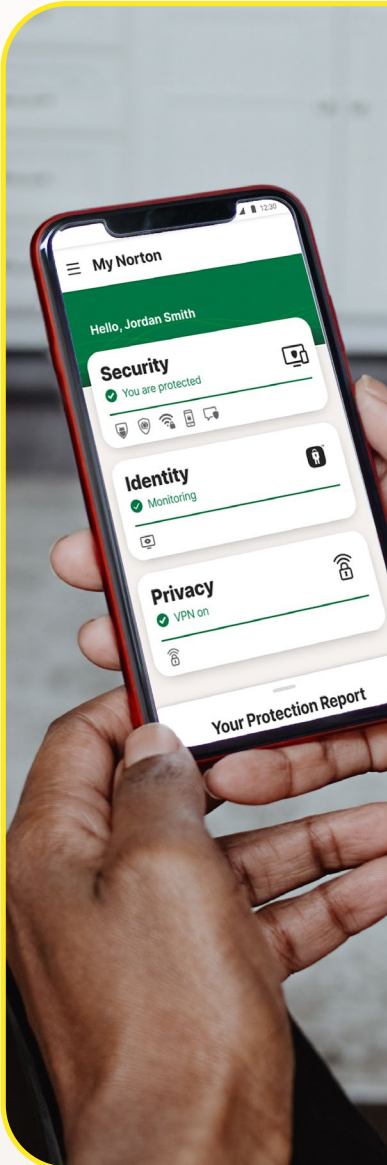 12:30
My Norton
Hello, Jordan Smith
Security
You are protected
Identity
Monitoring
Privacy
VPN on
Your Protection Report